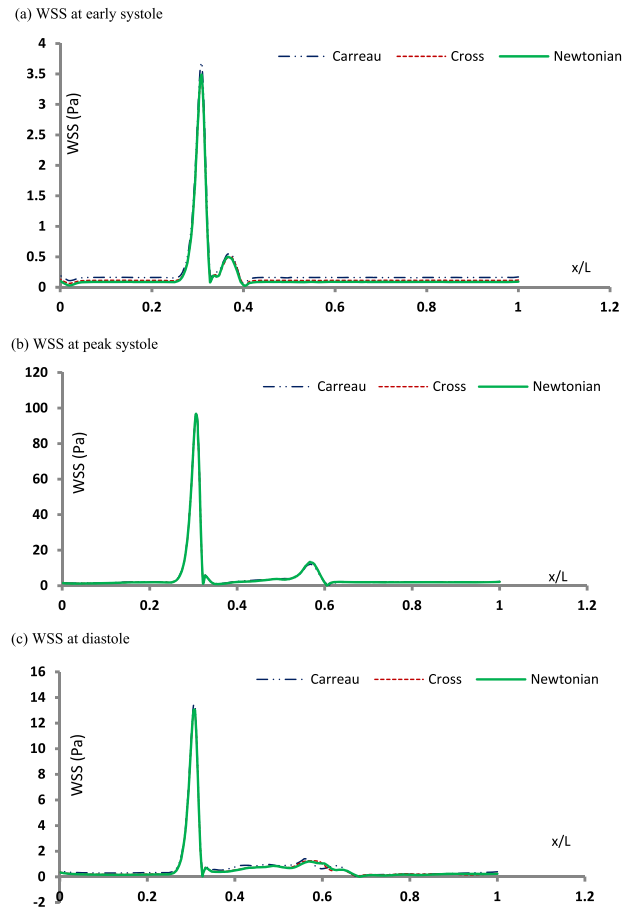 (a) WSS at early systole
4
Carreau Cross Newtonian
3.5
3
WSS (Pa)
2.5
2
1.5
1
0.5
x/L
0
0 0.2 0.4 0.6 0.8 1 1.2
(b) WSS at peak systole
120
Carreau Cross Newtonian
100
80
WSS (Pa)
60
40
20
x/L
0
0 0.2 0.4 0.6 0.8 1 1.2
(c) WSS at diastole
16
Carreau Cross Newtonian
14
12
WSS (Pa)
10
8
6
4
x/L
2
0
0 0.2 0.4 0.6 0.8 1 1.2
-2